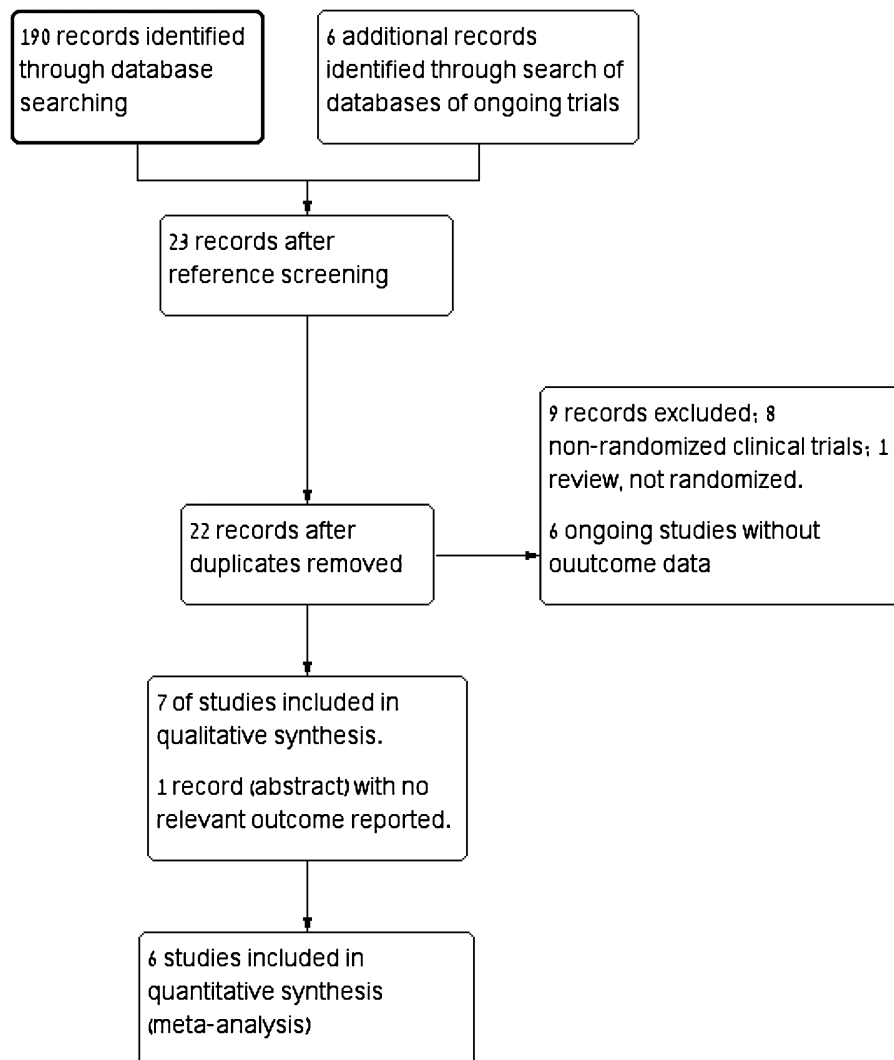 190 records identified
through database
searching
6 additional records
identified through search of
databases of ongoing trials
23 records after
reference screening
9 records excluded; 8
non-randomized clinical trials; 1
review, not randomized.
6 ongoing studies without
ouutcome data
22 records after
duplicates removed
7 of studies included in
qualitative synthesis.
1 record (abstract) with no
relevant outcome reported.
6 studies included in
quantitative synthesis
(meta-analysis)